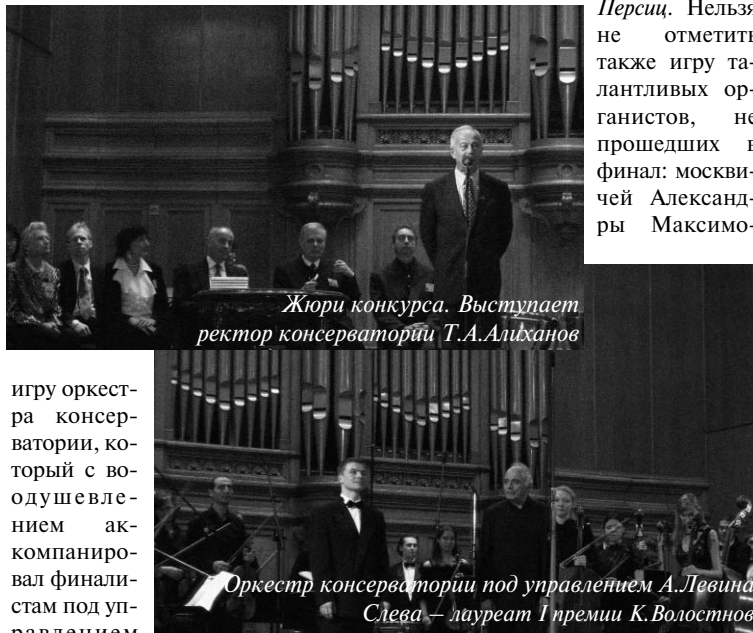 Персиц. Нельзя
не отметить
также игру та-
лантливых ор-
ганистов, не
прошедших в
финал: москви-
чей Александ-
ры Максимо-
Жюри конкурса. Выступает
ректор консерватории Т.А.Алиханов
игру оркест-
ра консер-
ватории, ко-
торый с во-
одушевле-
нием ак-
компаниро-
вал финали-
стам под уп-
равлением
Оркестр консерватории под управлением А.Левина
Слева – лауреат I премии К.Волостнов